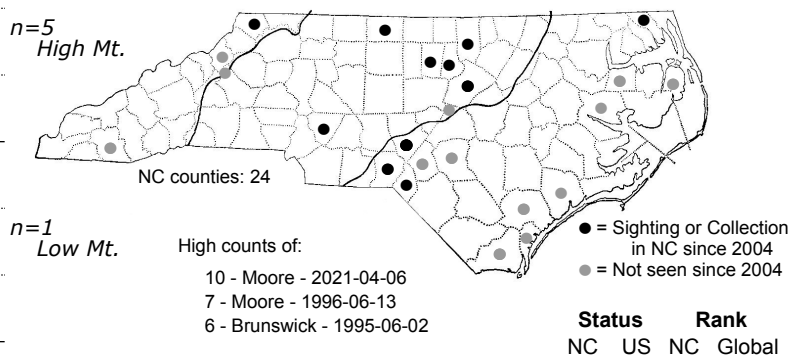 n=5
High Mt.
NC counties: 24
n=1
Low Mt.
High counts of:
10 - Moore - 2021-04-06
7 - Moore - 1996-06-13
6 - Brunswick - 1995-06-02
= Sighting or Collection
in NC since 2004
= Not seen since 2004
Status Rank
NC US NC Global